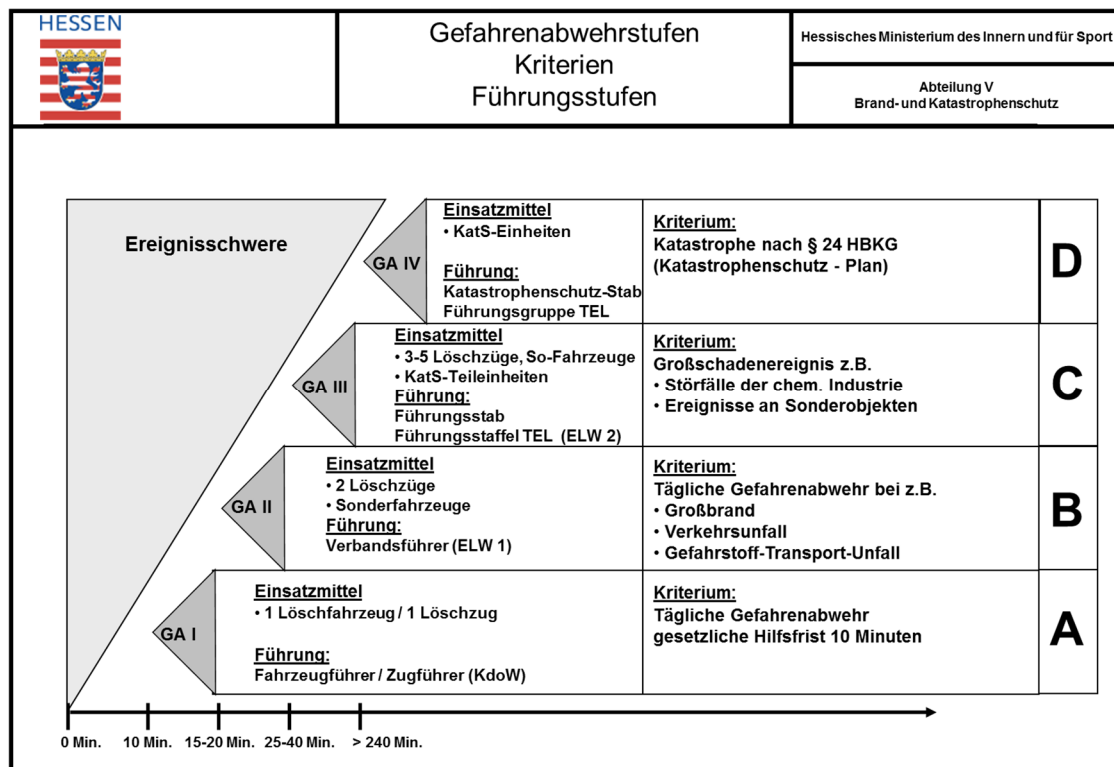 HESSEN
Gefahrenabwehrstufen
Kriterien
Führungsstufen
Hessisches Ministerium des Innern und für Sport
Abteilung V
Brand- und Katastrophenschutz
Ereignisschwere
GA IV
Einsatzmittel
• KatS-Einheiten
Führung:
Katastrophenschutz-Stab
Führungsgruppe TEL
Kriterium:
Katastrophe nach § 24 HBKG
(Katastrophenschutz - Plan)
D
GA III
Einsatzmittel
• 3-5 Löschzüge, So-Fahrzeuge
• KatS-Teileinheiten
Führung:
Führungsstab
Führungsstaffel TEL (ELW 2)
Kriterium:
Großschadenereignis z.B.
• Störfälle der chem. Industrie
• Ereignisse an Sonderobjekten
C
GA II
Einsatzmittel
• 2 Löschzüge
• Sonderfahrzeuge
Führung:
Verbandsführer (ELW 1)
Kriterium:
Tägliche Gefahrenabwehr bei z.B.
• Großbrand
• Verkehrsunfall
• Gefahrstoff-Transport-Unfall
B
GA I
Einsatzmittel
• 1 Löschfahrzeug / 1 Löschzug
Führung:
Fahrzeugführer / Zugführer (KdoW)
Kriterium:
Tägliche Gefahrenabwehr
gesetzliche Hilfsfrist 10 Minuten
A
0 Min. 10 Min. 15-20 Min. 25-40 Min. > 240 Min.